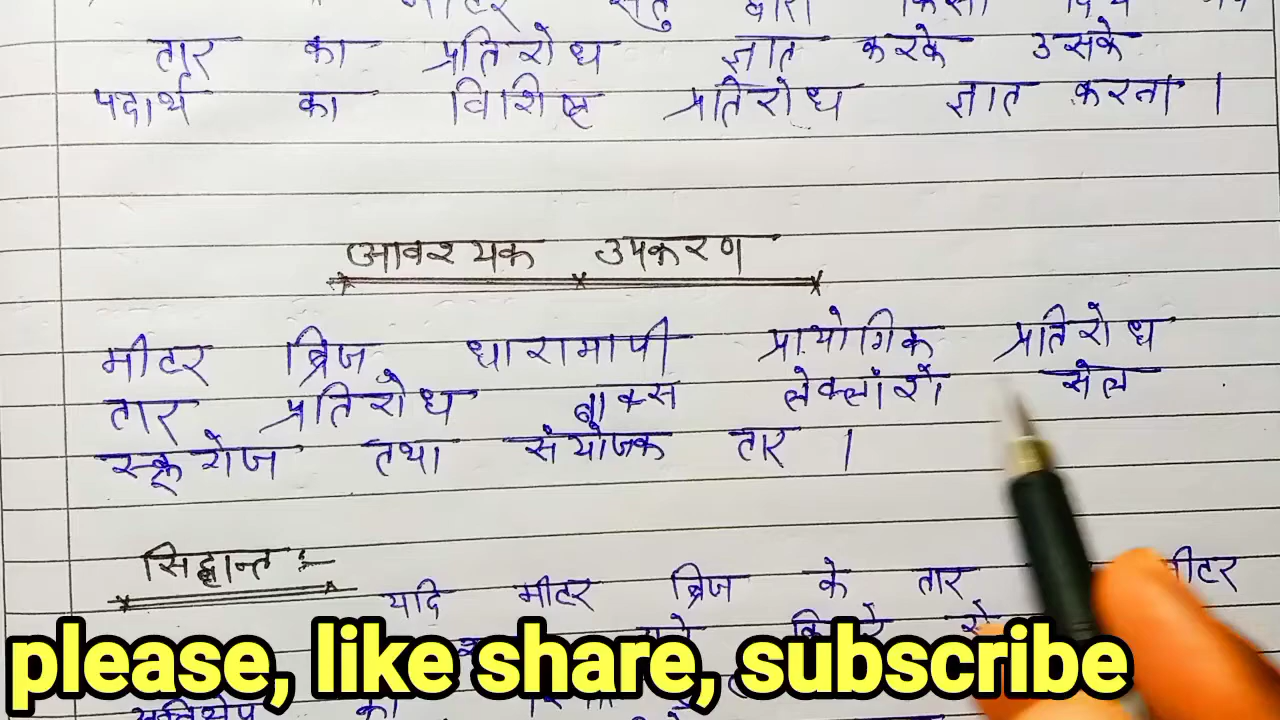 तार का प्रतिरोध ज्ञात करके उसके
पदार्थ का विशिष्ट प्रतिरोध ज्ञात करना ।
आवश्यक उपकरण
मीटर ब्रिज धारामापी प्रायोगिक प्रतिरोध
तार प्रतिरोध बाक्स लेक्लांशे सेल
स्क्रू गेज तथा संयोजक तार ।
सिद्धान्त :-
यदि मीटर ब्रिज के तार मीटर
please, like share, subscribe